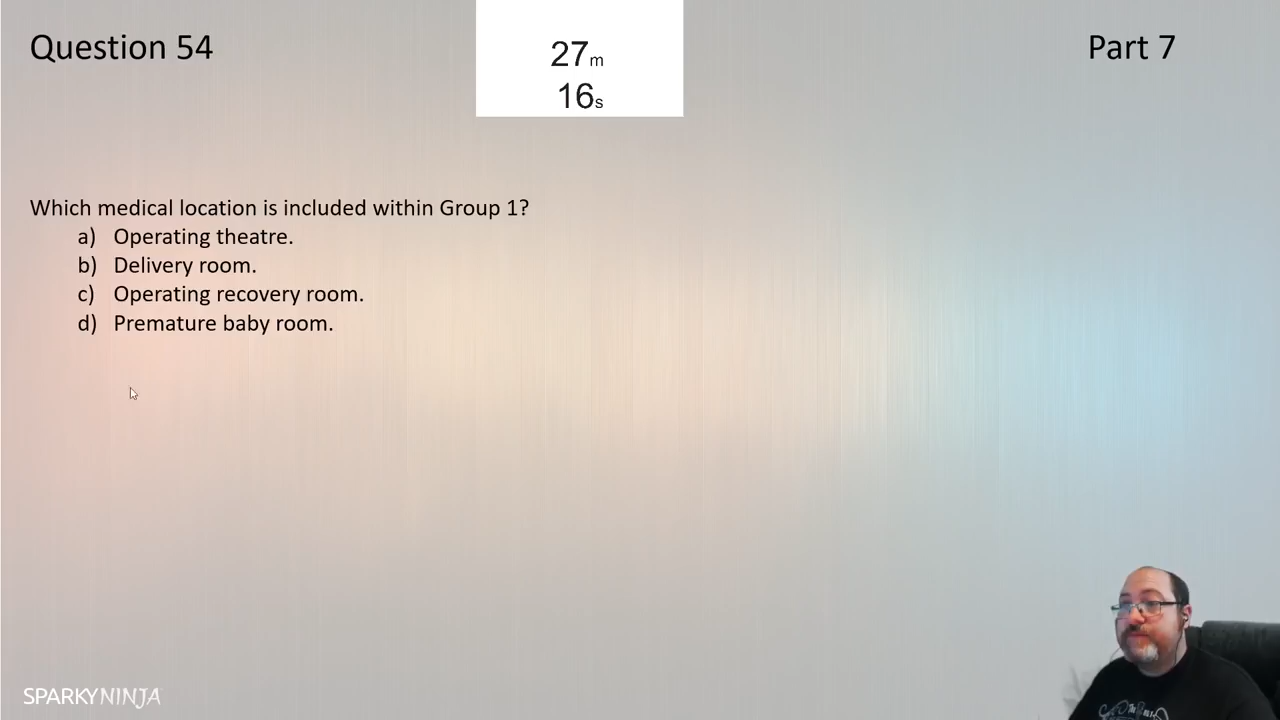 Question 54
27m
16s
Part 7
Which medical location is included within Group 1?
a) Operating theatre.
b) Delivery room.
c) Operating recovery room.
d) Premature baby room.
SPARKYNINJA